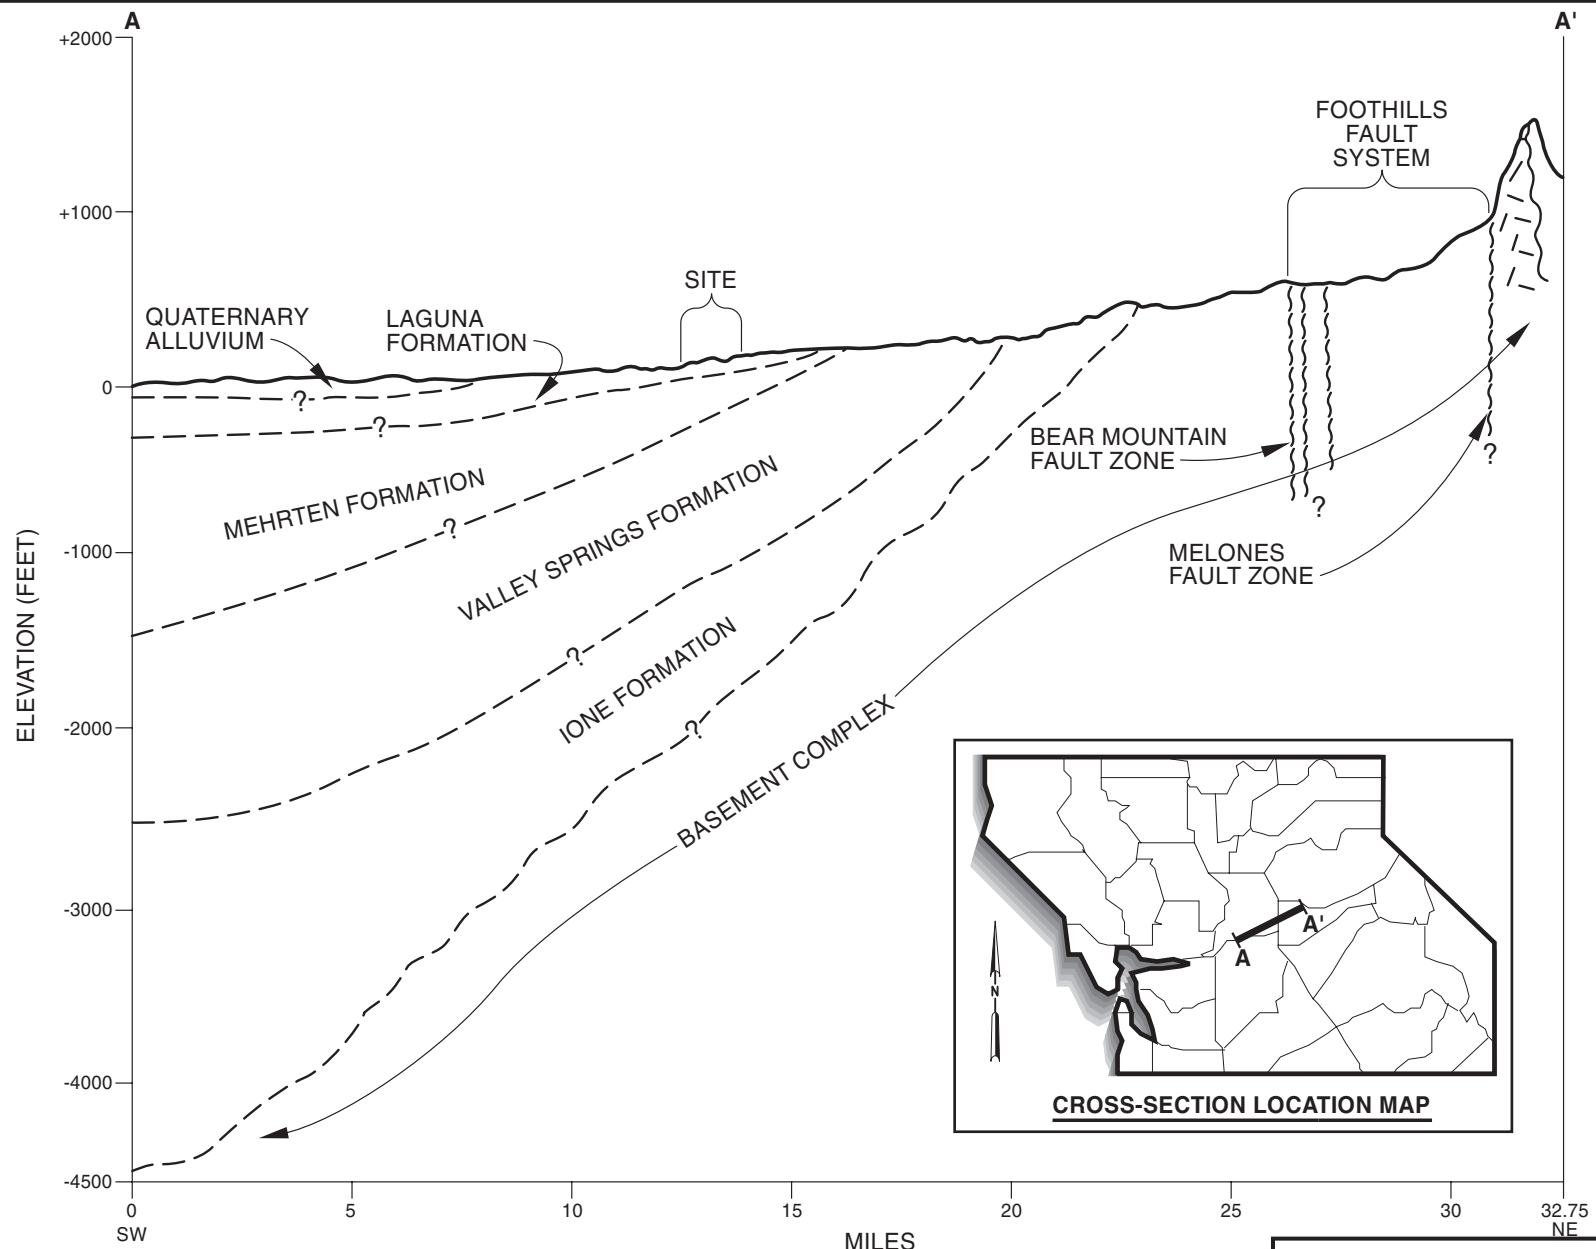 A
A'
+2000
FOOTHILLS
FAULT
SYSTEM
+1000
SITE
QUATERNARY
ALLUVIUM
LAGUNA
FORMATION
0
?
?
BEAR MOUNTAIN
FAULT ZONE
?
MEHRTEN FORMATION
VALLEY SPRINGS FORMATION
?
?
ELEVATION (FEET)
-1000
MELONES
FAULT ZONE
IONE FORMATION
?
?
-2000
BASEMENT COMPLEX
-3000
A'
A
N
-4000
CROSS-SECTION LOCATION MAP
-4500
0
5
10
15
20
25
30
32.75
SW
NE
MILES